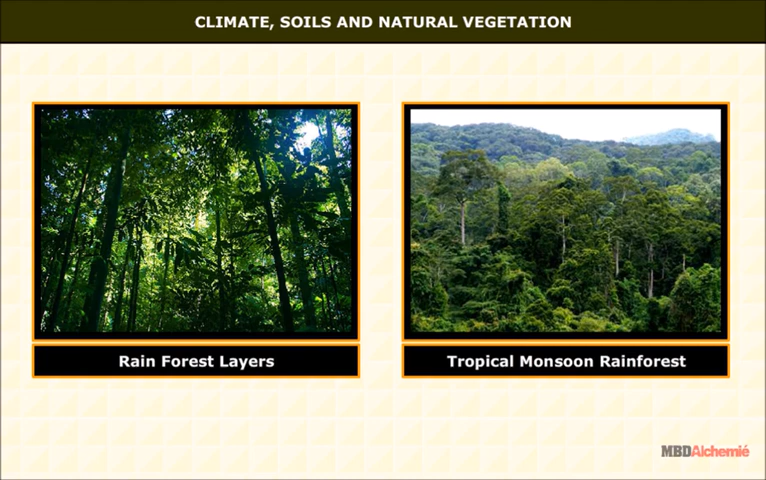 CLIMATE, SOILS AND NATURAL VEGETATION
Rain Forest Layers
Tropical Monsoon Rainforest
MBDAlchemié